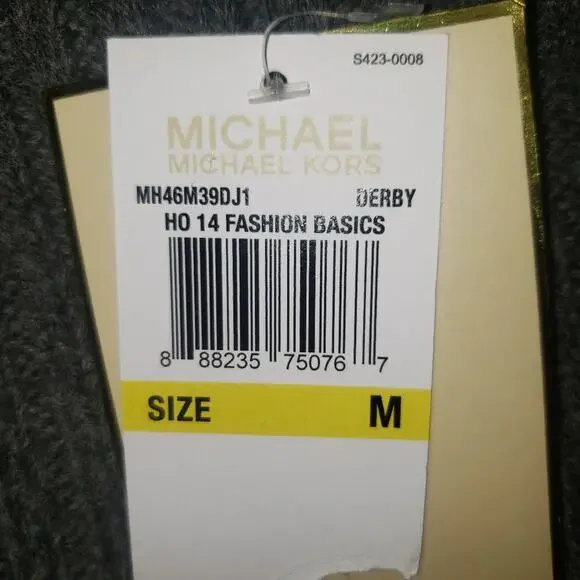 S423-0008
MICHAEL
MICHAEL KORS
MH46M39DJ1 DERBY
HO 14 FASHION BASICS
8 88235 75076 7
SIZE M